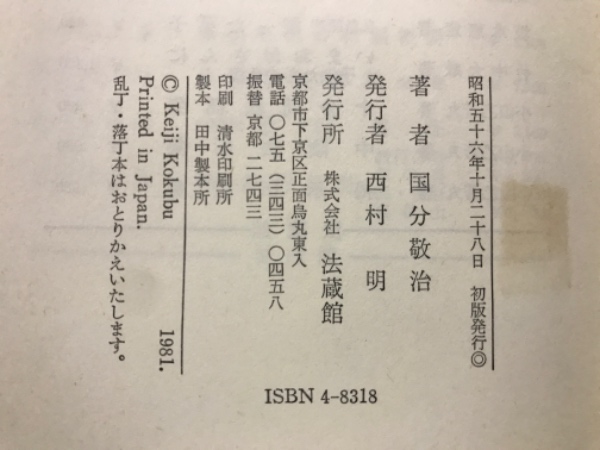 昭和五十六年十月二十八日　初版発行◎
著者　国分敬治
発行者　西村　明
発行所　株式会社　法蔵館
京都市下京区正面烏丸東入
電話　〇七五（三四三）〇四五八
振替　京都　二七四三
印刷　清水印刷所
製本　田中製本所
© Keiji Kokubu　1981.
Printed in Japan.
乱丁・落丁本はおとりかえいたします。
ISBN 4-8318